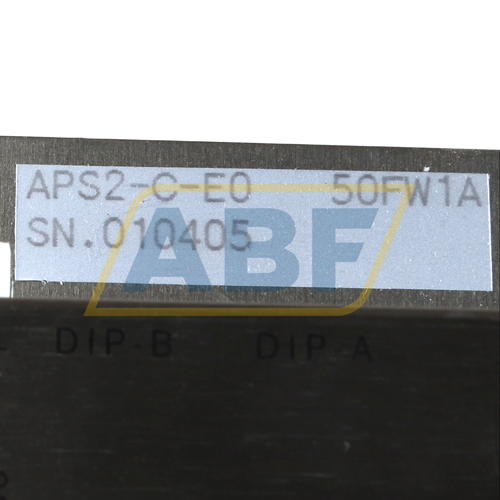 APS2-C-E0 50FW1A
SN.010405
ABF
DIP-B DIP A